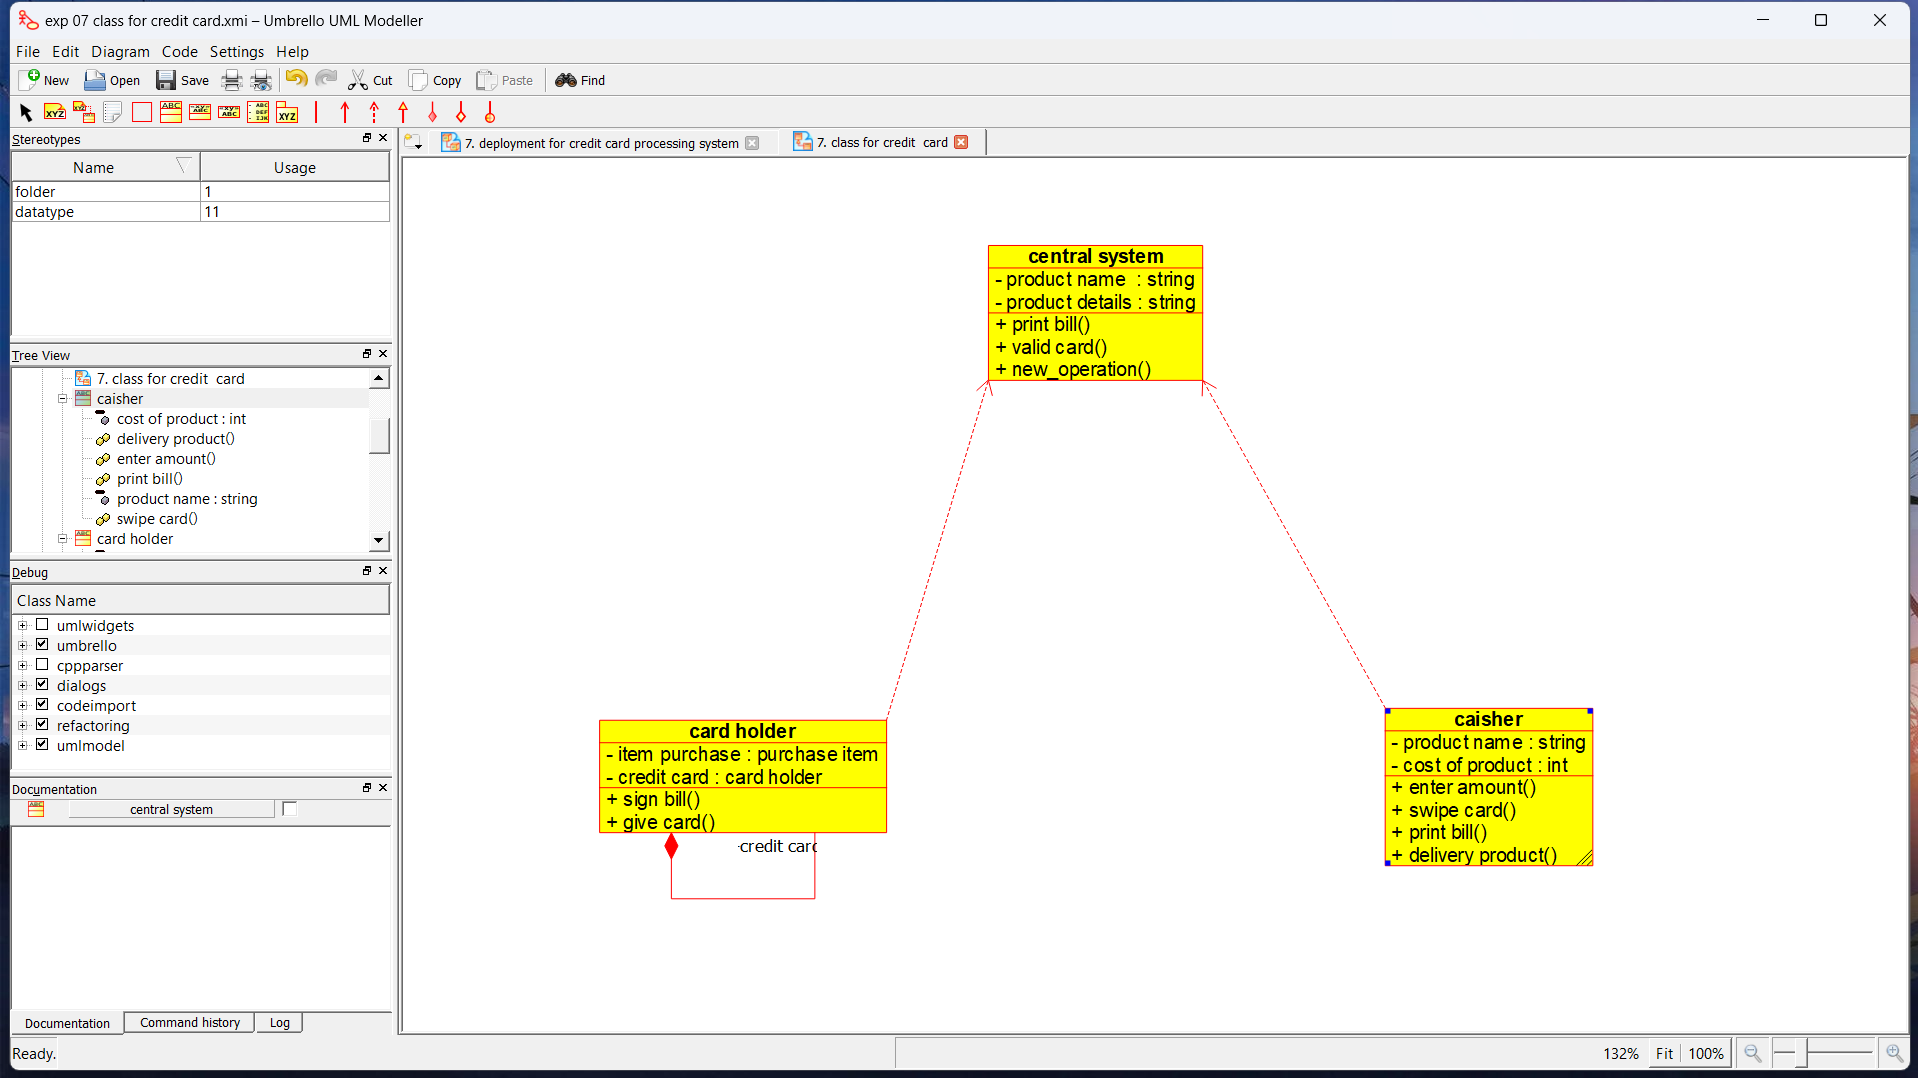 exp 07 class for credit card.xmi – Umbrello UML Modeller
File Edit Diagram Code Settings Help
New Open Save Cut Copy Paste Find
Stereotypes
Name Usage
folder 1
datatype 11
Tree View
7. class for credit  card
caisher
cost of product : int
delivery product()
enter amount()
print bill()
product name : string
swipe card()
card holder
Debug
Class Name
umlwidgets
umbrello
cppparser
dialogs
codeimport
refactoring
umlmodel
Documentation
central system
Documentation Command history Log
Ready.
7. deployment for credit card processing system
7. class for credit  card
central system
- product name  : string
- product details : string
+ print bill()
+ valid card()
+ new_operation()
card holder
- item purchase : purchase item
- credit card : card holder
+ sign bill()
+ give card()
-credit card
caisher
- product name : string
- cost of product : int
+ enter amount()
+ swipe card()
+ print bill()
+ delivery product()
132% Fit 100%